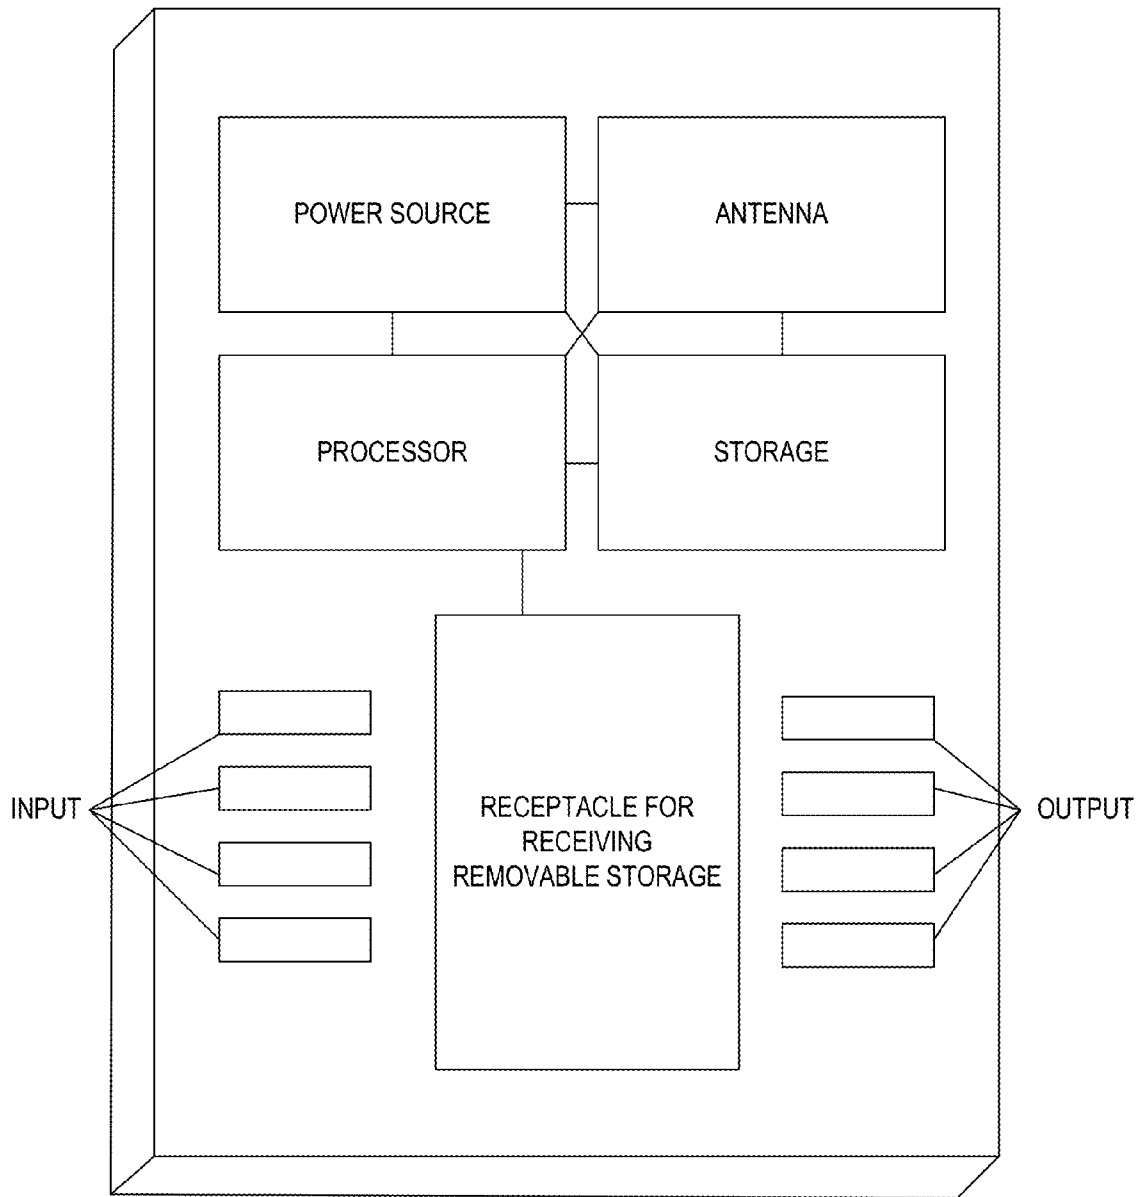 POWER SOURCE
ANTENNA
PROCESSOR
STORAGE
INPUT
RECEPTACLE FOR
RECEIVING
REMOVABLE STORAGE
OUTPUT